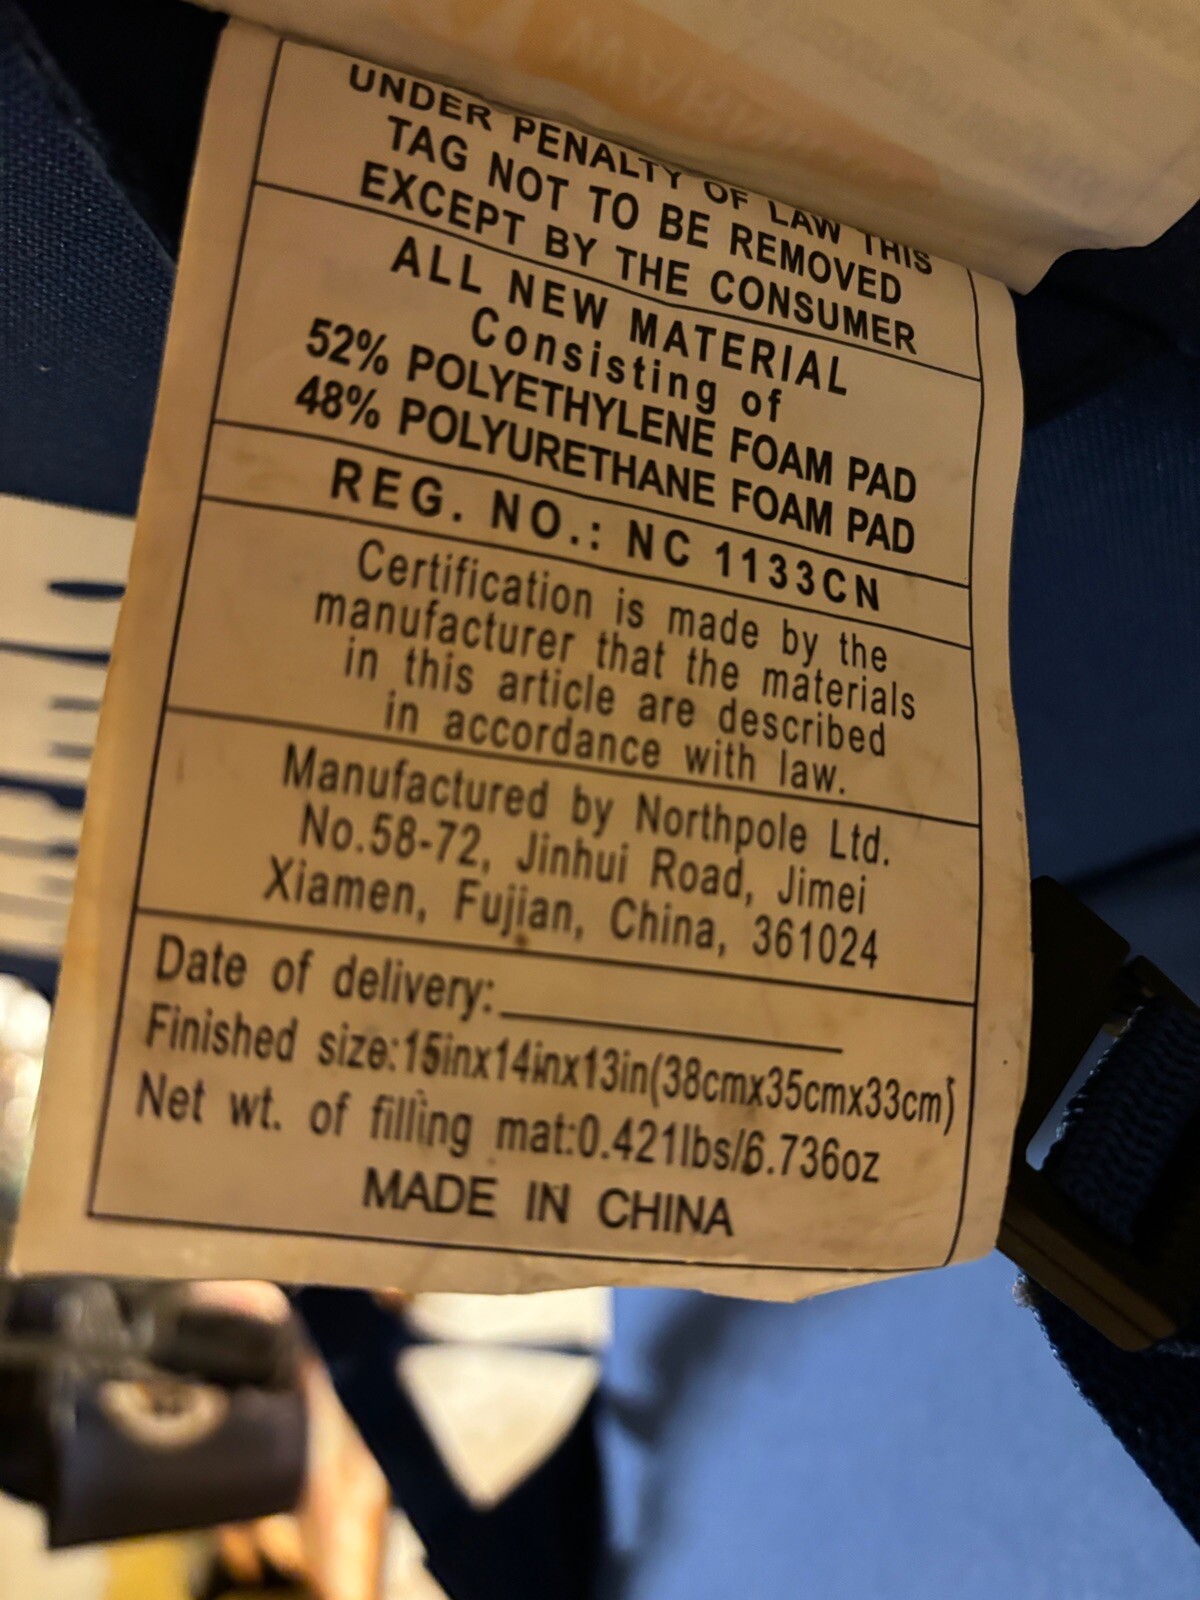 UNDER PENALTY OF LAW THIS
TAG NOT TO BE REMOVED
EXCEPT BY THE CONSUMER
ALL NEW MATERIAL
Consisting of
52% POLYETHYLENE FOAM PAD
48% POLYURETHANE FOAM PAD
REG. NO.: NC 1133CN
Certification is made by the
manufacturer that the materials
in this article are described
in accordance with law.
Manufactured by Northpole Ltd.
No.58-72, Jinhui Road, Jimei
Xiamen, Fujian, China, 361024
Date of delivery:
Finished size:15inx14inx13in(38cmx35cmx33cm)
Net wt. of filling mat:0.421lbs/6.736oz
MADE IN CHINA